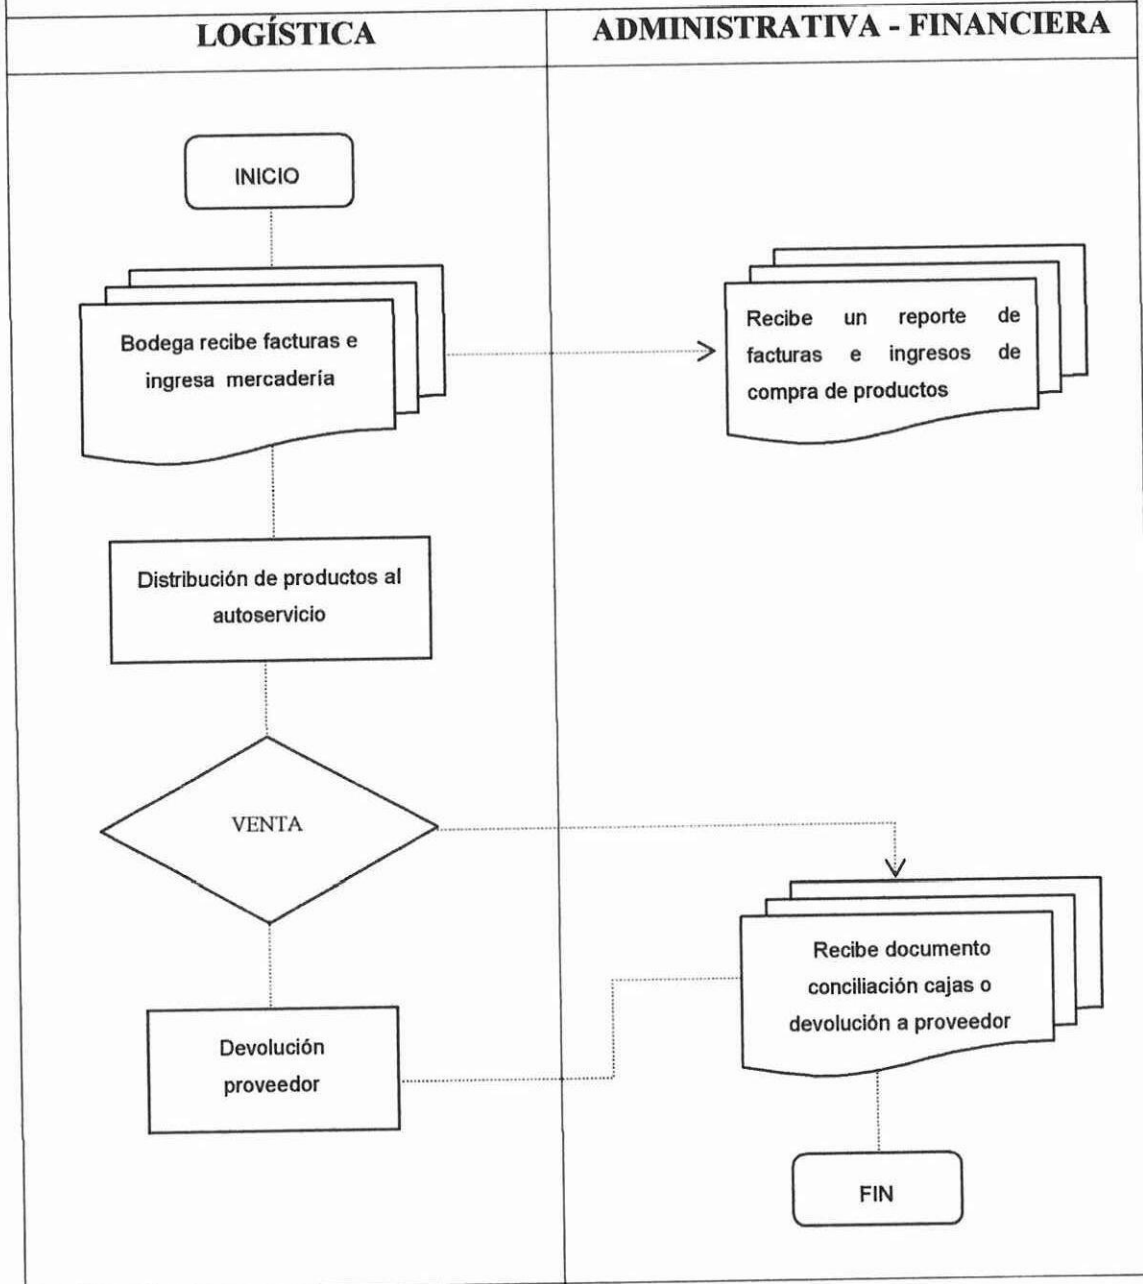 LOGÍSTICA
ADMINISTRATIVA - FINANCIERA
INICIO
Bodega recibe facturas e
ingresa mercadería
Recibe un reporte de
facturas e ingresos de
compra de productos
Distribución de productos al
autoservicio
VENTA
Recibe documento
conciliación cajas o
devolución a proveedor
Devolución
proveedor
FIN